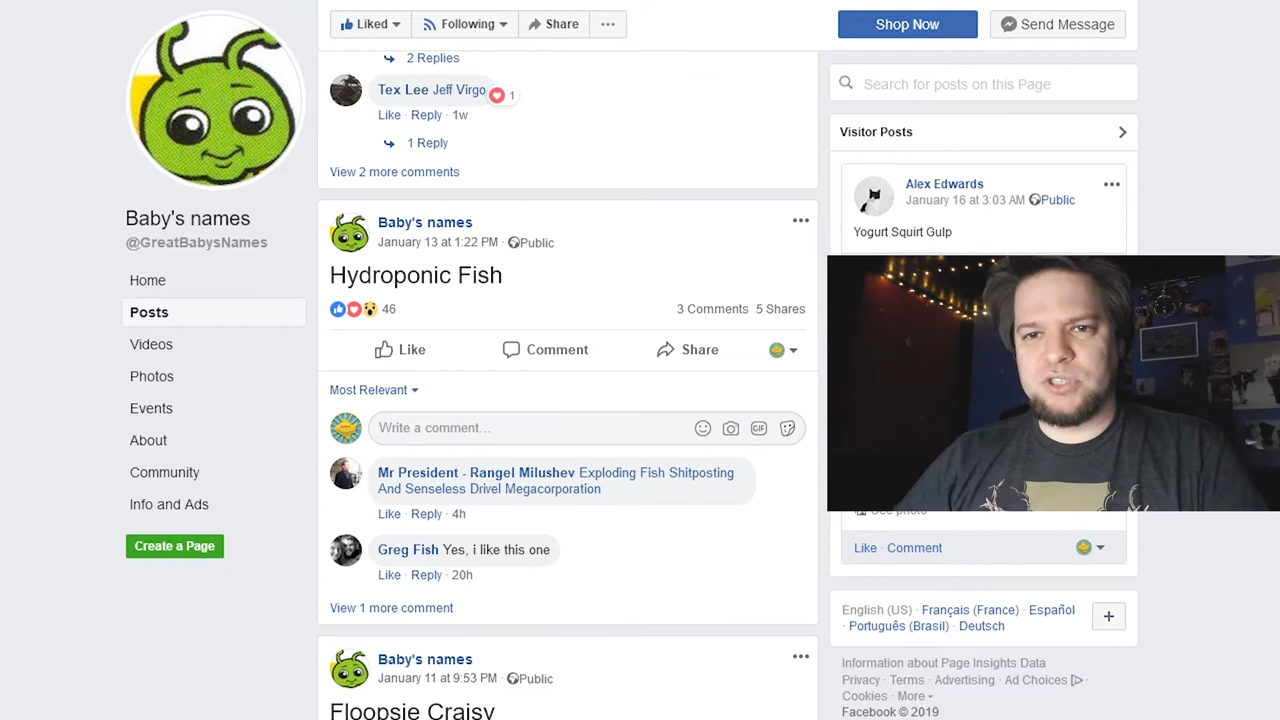 Liked
Following
Share
Shop Now
Send Message
2 Replies
Tex Lee Jeff Virgo
1
Like · Reply · 1w
1 Reply
View 2 more comments
Search for posts on this Page
Visitor Posts
Alex Edwards
January 16 at 3:03 AM Public
Yogurt Squirt Gulp
Baby's names
@GreatBabysNames
Home
Posts
Videos
Photos
Events
About
Community
Info and Ads
Create a Page
Baby's names
January 13 at 1:22 PM · Public
Hydroponic Fish
46
3 Comments 5 Shares
Like
Comment
Share
Most Relevant
Write a comment...
GIF
Mr President - Rangel Milushev Exploding Fish Shitposting
And Senseless Drivel Megacorporation
Like · Reply · 4h
Greg Fish Yes, i like this one
Like · Reply · 20h
View 1 more comment
Baby's names
January 11 at 9:53 PM · Public
Floopsie Craisy
See photo
Like · Comment
English (US) · Français (France) · Español
· Português (Brasil) · Deutsch
Information about Page Insights Data
Privacy · Terms · Advertising · Ad Choices ·
Cookies · More
Facebook © 2019